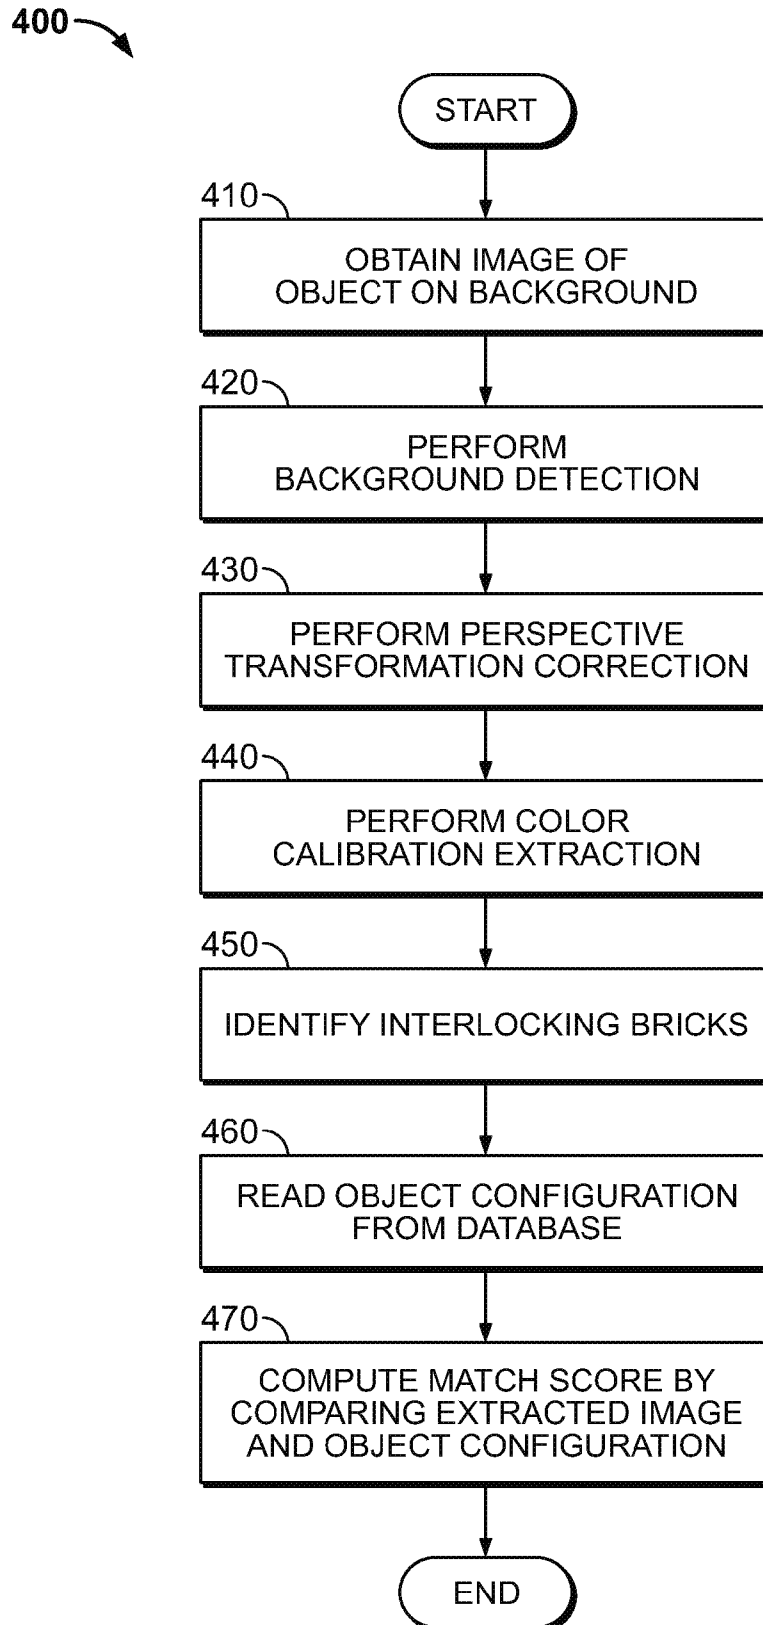 400
START
410
OBTAIN IMAGE OF
OBJECT ON BACKGROUND
420
PERFORM
BACKGROUND DETECTION
430
PERFORM PERSPECTIVE
TRANSFORMATION CORRECTION
440
PERFORM COLOR
CALIBRATION EXTRACTION
450
IDENTIFY INTERLOCKING BRICKS
460
READ OBJECT CONFIGURATION
FROM DATABASE
470
COMPUTE MATCH SCORE BY
COMPARING EXTRACTED IMAGE
AND OBJECT CONFIGURATION
END